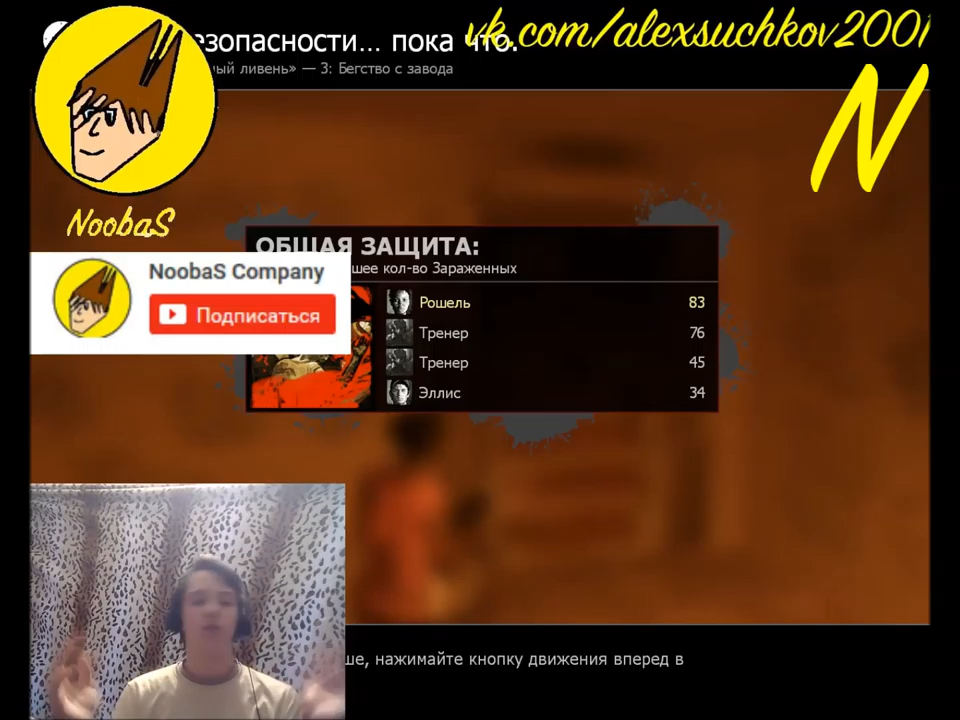 езопасности... пока что.
vk.com/alexsuchkov2001
ый ливень» — 3: Бегство с завода
N
NoobaS
ОБЩАЯ ЗАЩИТА:
шее кол-во Зараженных
NoobaS Company
Подписаться
Рошель 83
Тренер 76
Тренер 45
Эллис 34
ше, нажимайте кнопку движения вперед в